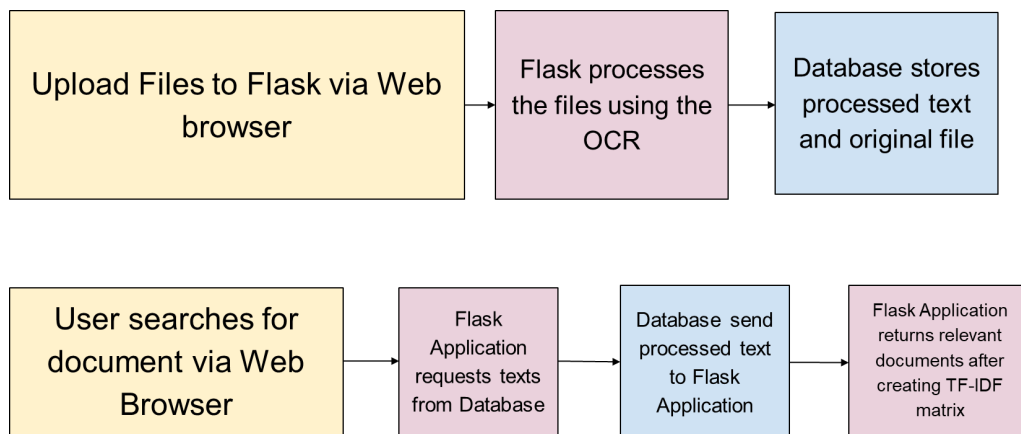 Upload Files to Flask via Web
browser
Flask processes
the files using the
OCR
Database stores
processed text
and original file
User searches for
document via Web
Browser
Flask
Application
requests texts
from Database
Database send
processed text
to Flask
Application
Flask Application
returns relevant
documents after
creating TF-IDF
matrix